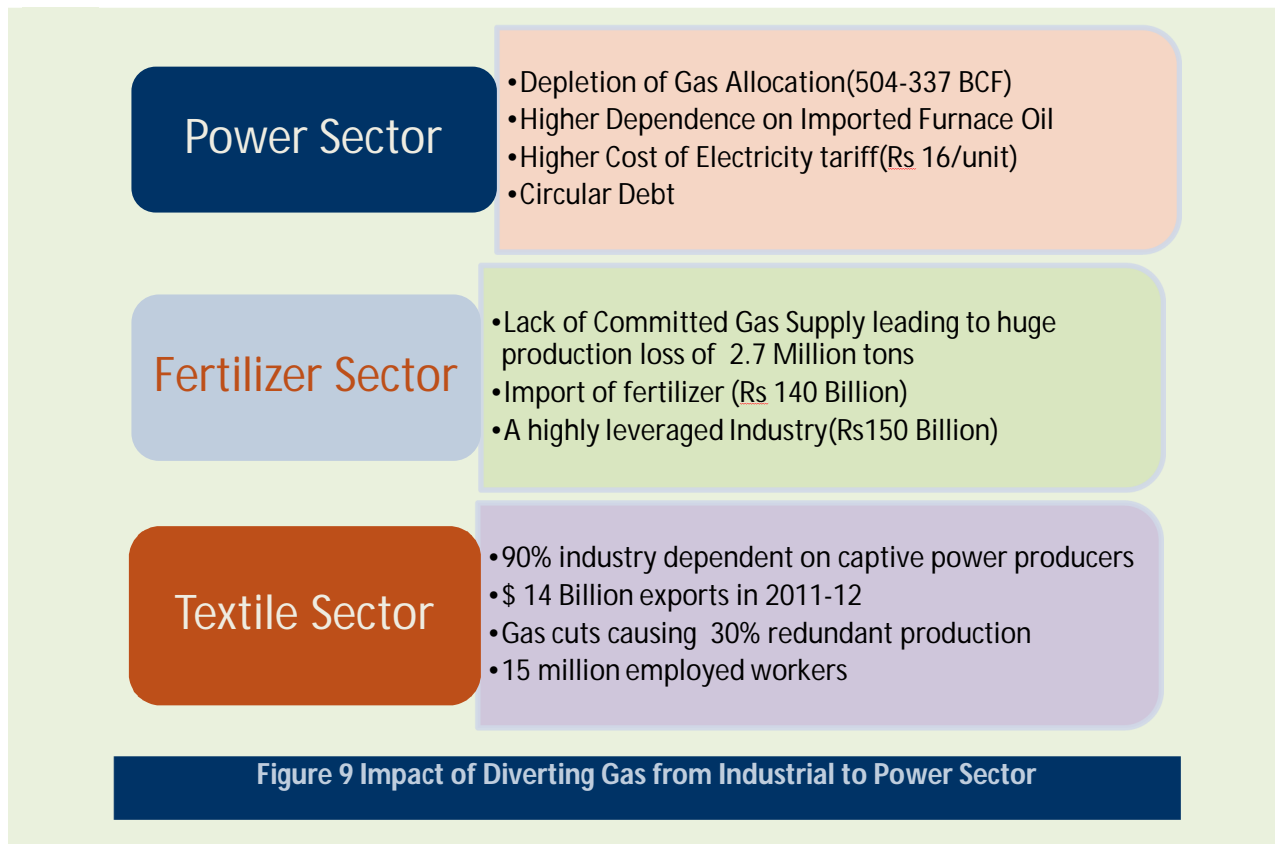 Power Sector
•Depletion of Gas Allocation(504-337 BCF)
•Higher Dependence on Imported Furnace Oil
•Higher Cost of Electricity tariff(Rs 16/unit)
•Circular Debt
Fertilizer Sector
•Lack of Committed Gas Supply leading to huge
production loss of 2.7 Million tons
•Import of fertilizer (Rs 140 Billion)
•A highly leveraged Industry(Rs150 Billion)
Textile Sector
•90% industry dependent on captive power producers
•$ 14 Billion exports in 2011-12
•Gas cuts causing 30% redundant production
•15 million employed workers
Figure 9 Impact of Diverting Gas from Industrial to Power Sector